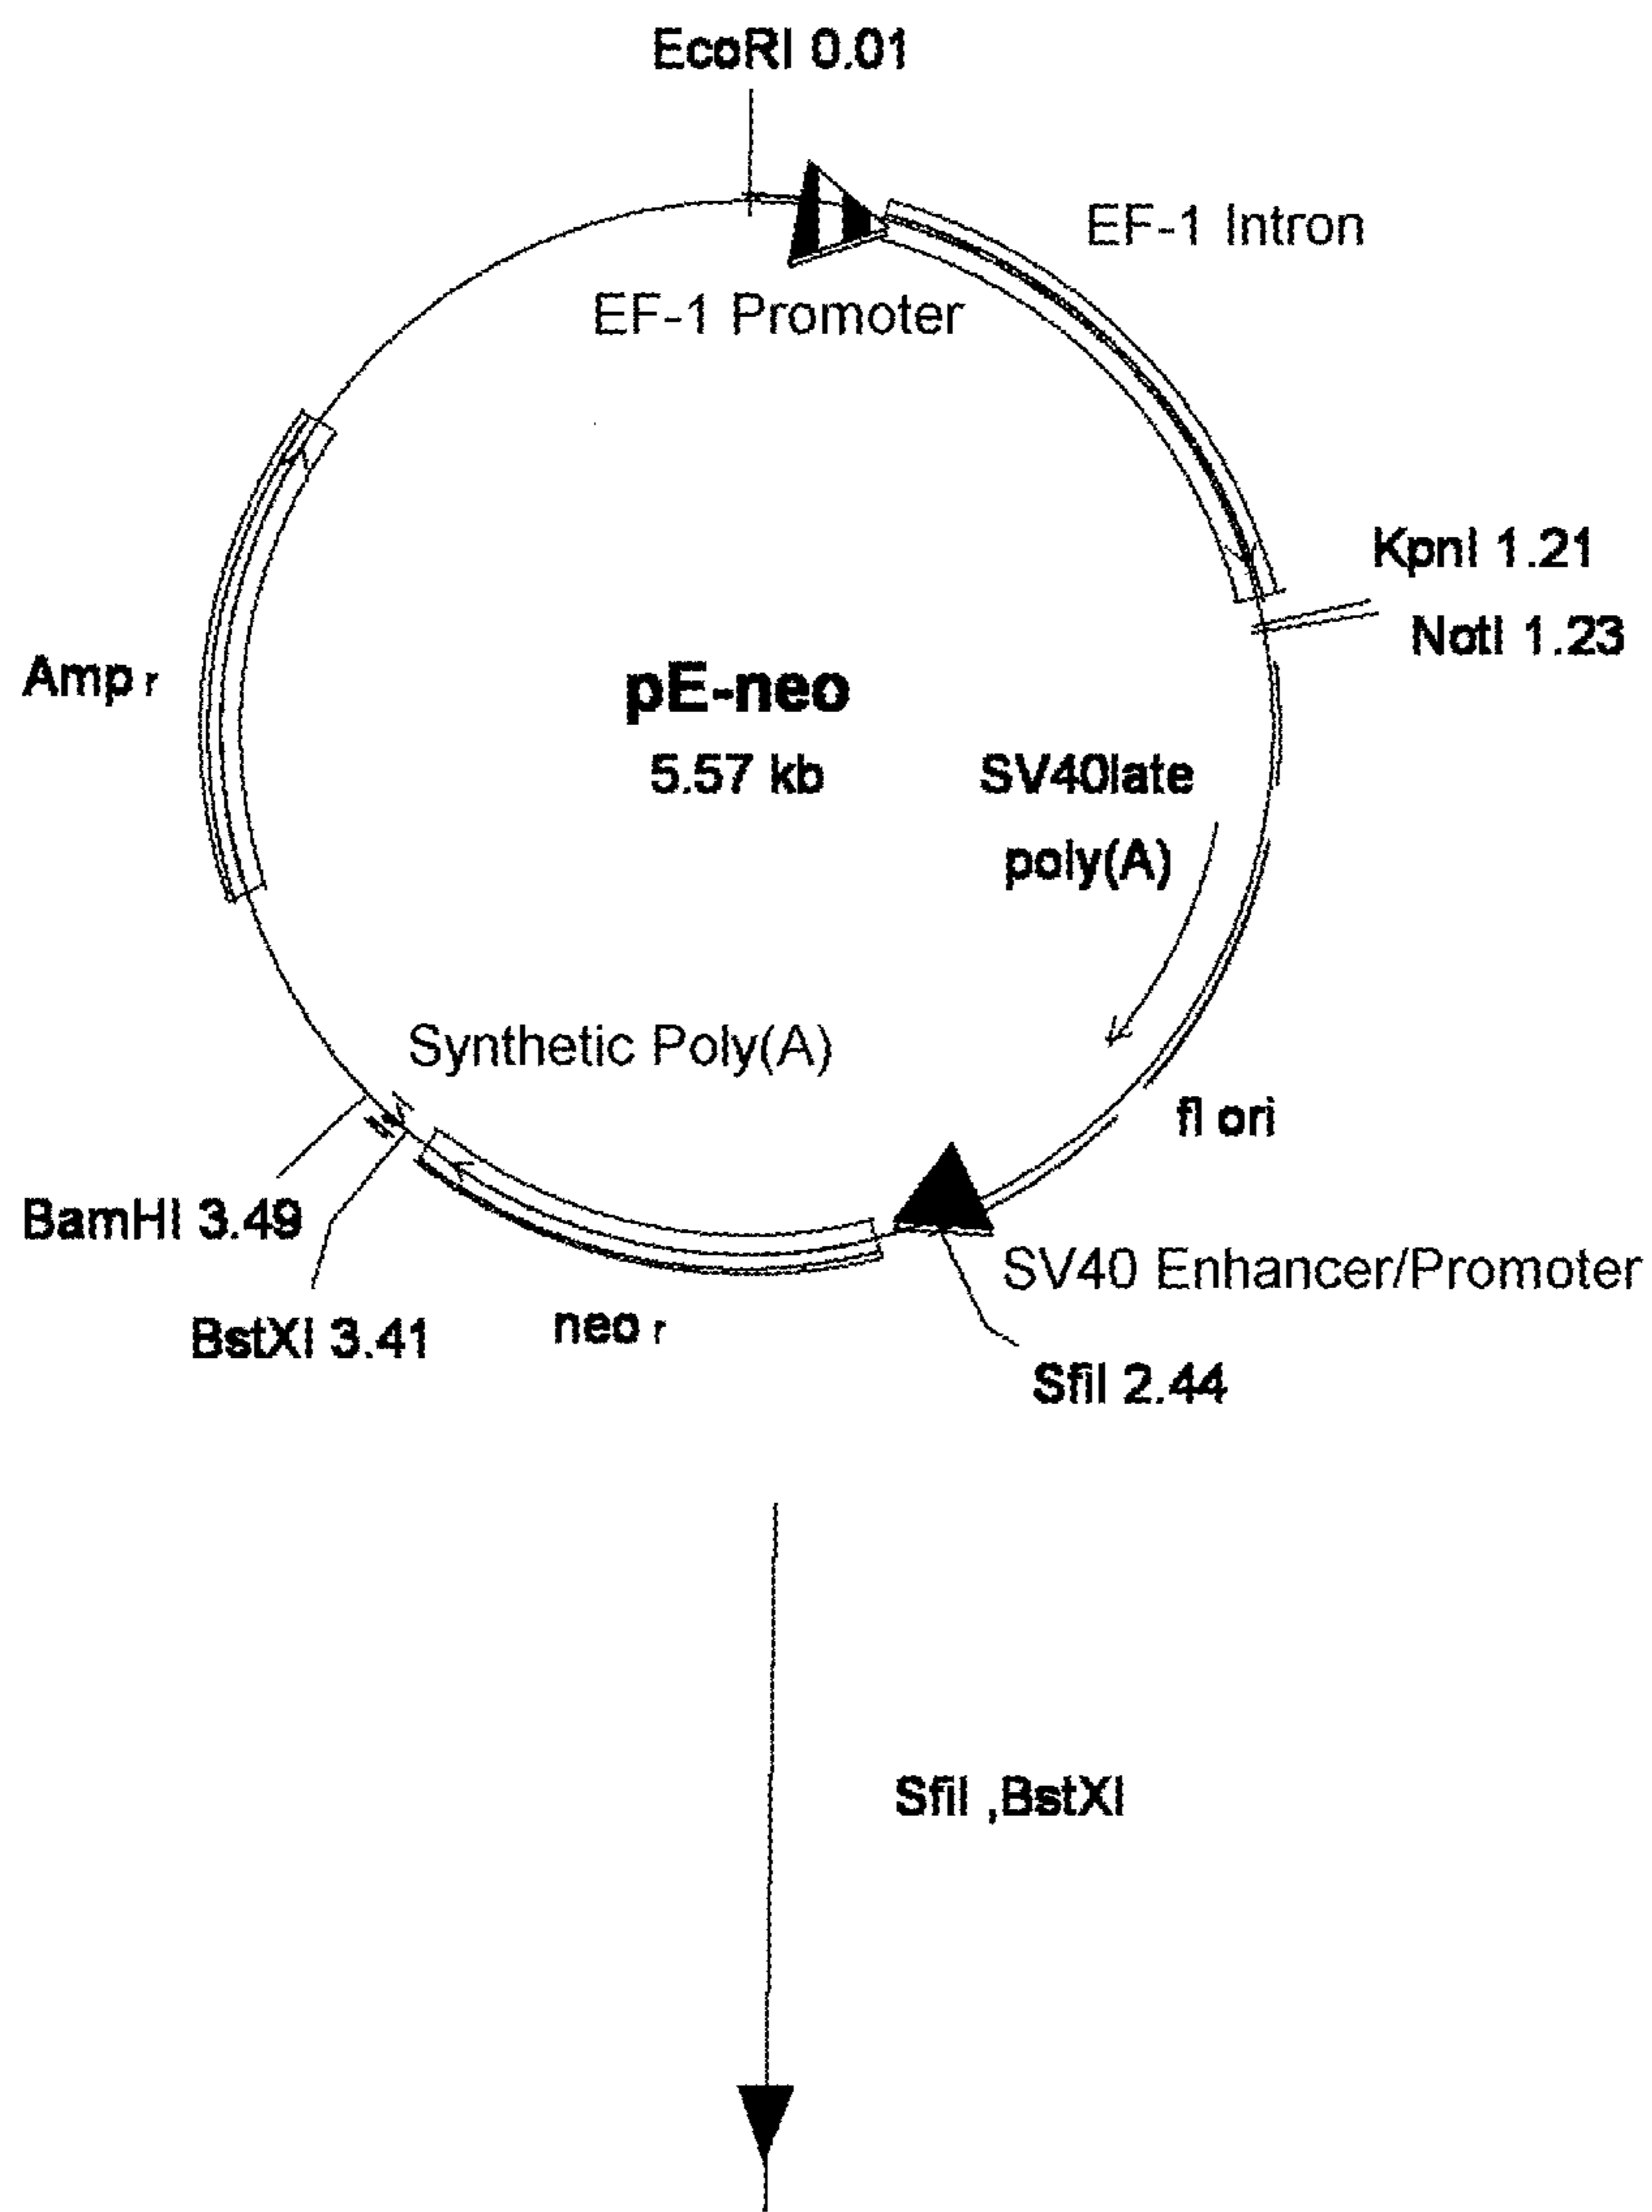 EcoRI 0.01
EF-1 Intron
EF-1 Promoter
KpnI 1.21
NotI 1.23
Amp r
pE-neo
5.57 kb
SV40late
poly(A)
Synthetic Poly(A)
fl ori
BamHI 3.49
SV40 Enhancer/Promoter
BstXI 3.41
neo r
SfiI 2.44
SfiI ,BstXI